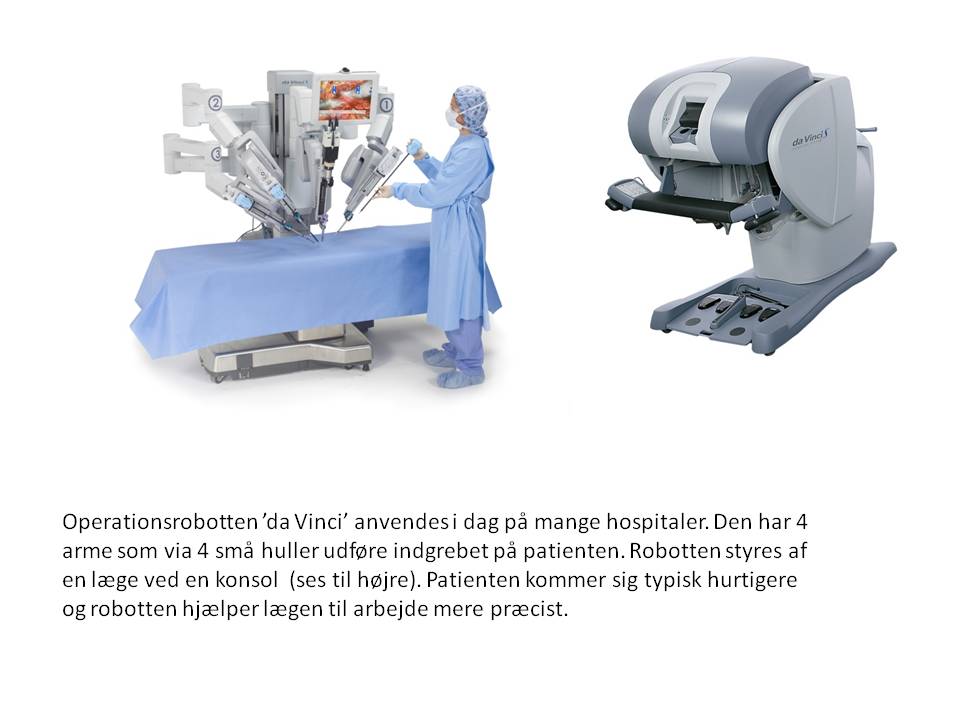 da Vinci S
2
1
3
da Vinci S
Operationsrobotten ’da Vinci’ anvendes i dag på mange hospitaler. Den har 4
arme som via 4 små huller udføre indgrebet på patienten. Robotten styres af
en læge ved en konsol  (ses til højre). Patienten kommer sig typisk hurtigere
og robotten hjælper lægen til arbejde mere præcist.